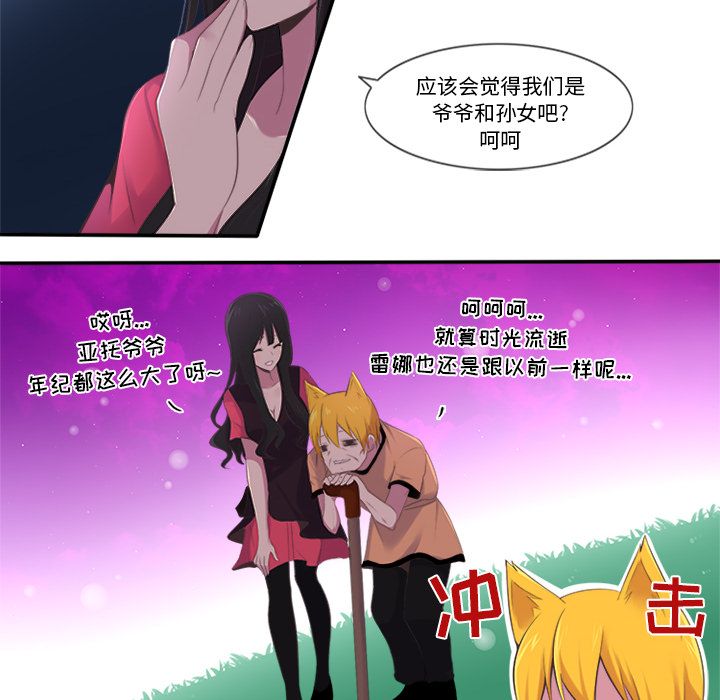 应该会觉得我们是
爷爷和孙女吧?
呵呵
哎呀...
亚托爷爷
年纪都这么大了呀~
呵呵呵...
就算时光流逝
雷娜也还是跟以前一样呢...
冲击